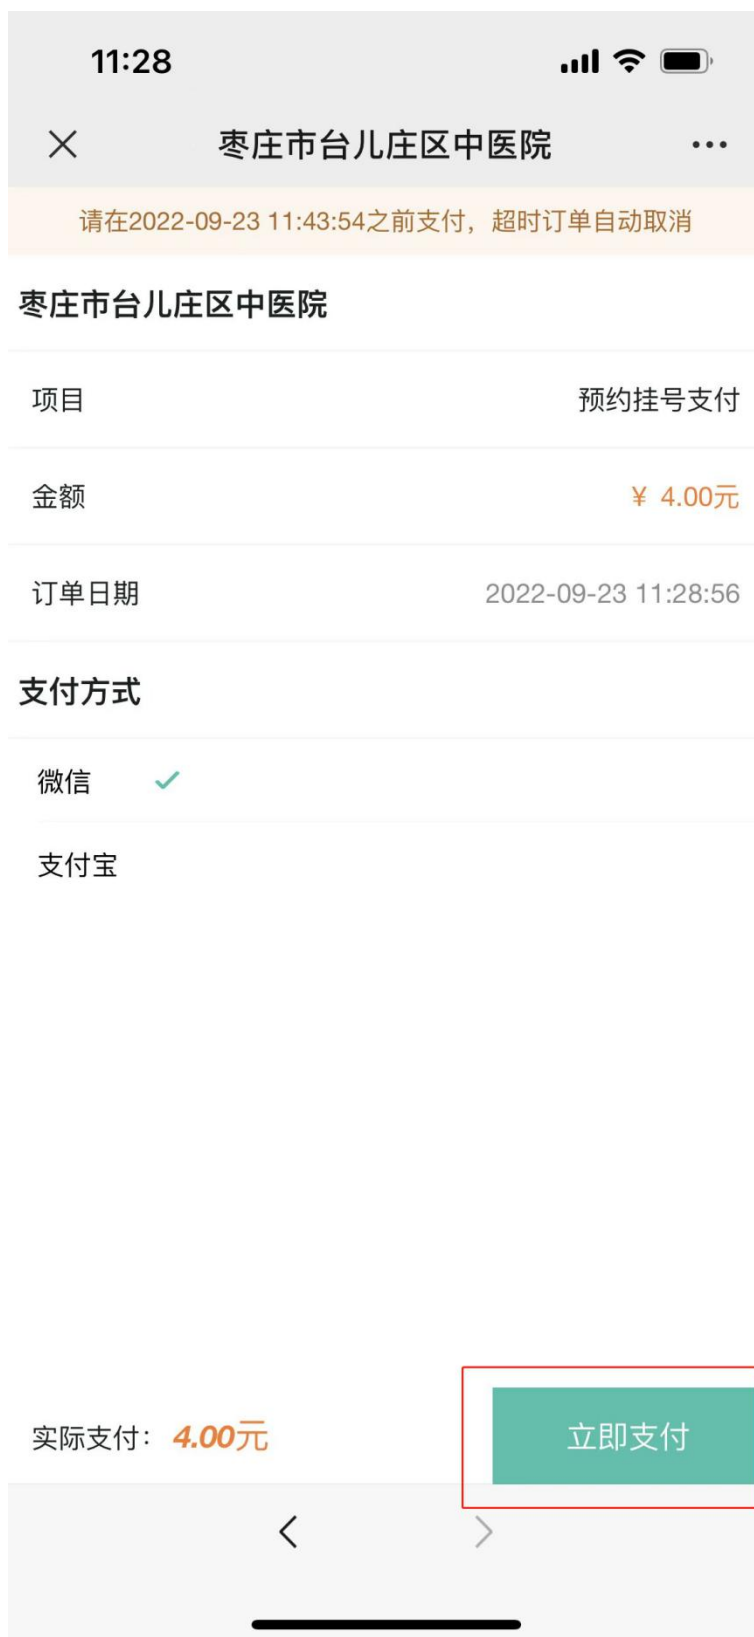 11:28
枣庄市台儿庄区中医院
请在2022-09-23 11:43:54之前支付，超时订单自动取消
枣庄市台儿庄区中医院
项目 预约挂号支付
金额 ¥ 4.00元
订单日期 2022-09-23 11:28:56
支付方式
微信
支付宝
实际支付：4.00元 立即支付